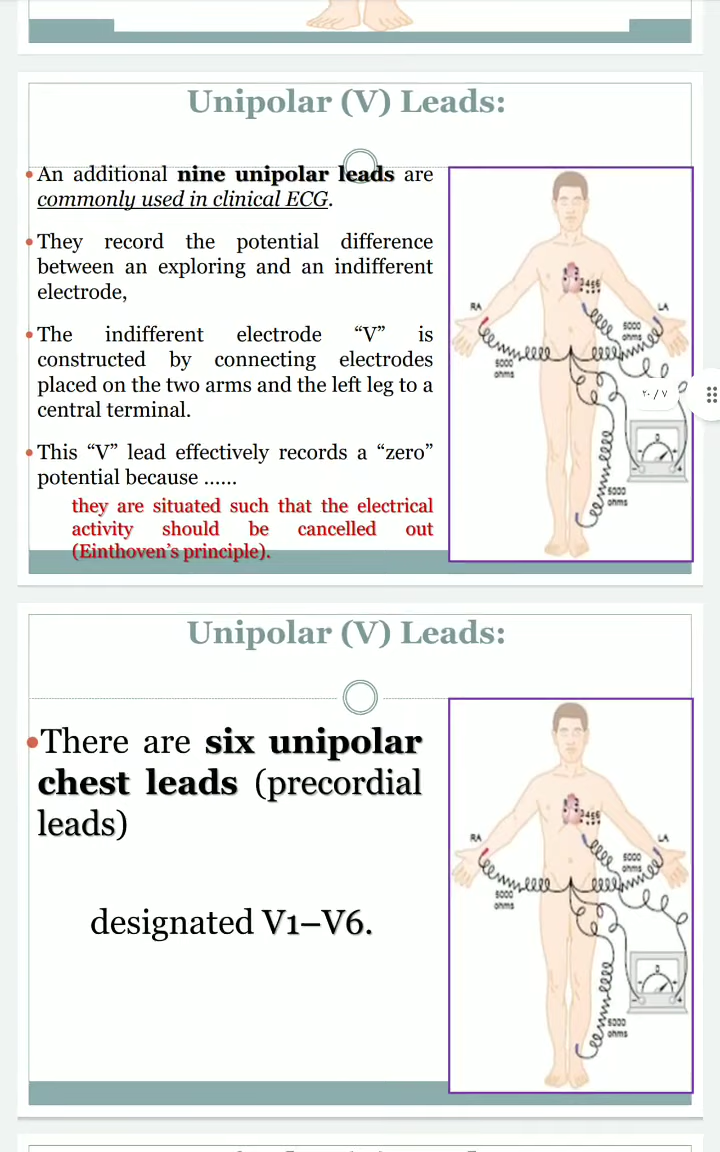 Unipolar (V) Leads:
• An additional nine unipolar leads are
commonly used in clinical ECG.
• They record the potential difference
between an exploring and an indifferent
electrode,
• The indifferent electrode “V” is
constructed by connecting electrodes
placed on the two arms and the left leg to a
central terminal.
• This “V” lead effectively records a “zero”
potential because ......
they are situated such that the electrical
activity should be cancelled out
(Einthoven’s principle).
RA
LA
3456
5000
ohms
5000
ohms
5000
ohms
٢٠ / ٧
Unipolar (V) Leads:
• There are six unipolar
chest leads (precordial
leads)
designated V1–V6.
RA
LA
3456
5000
ohms
5000
ohms
5000
ohms